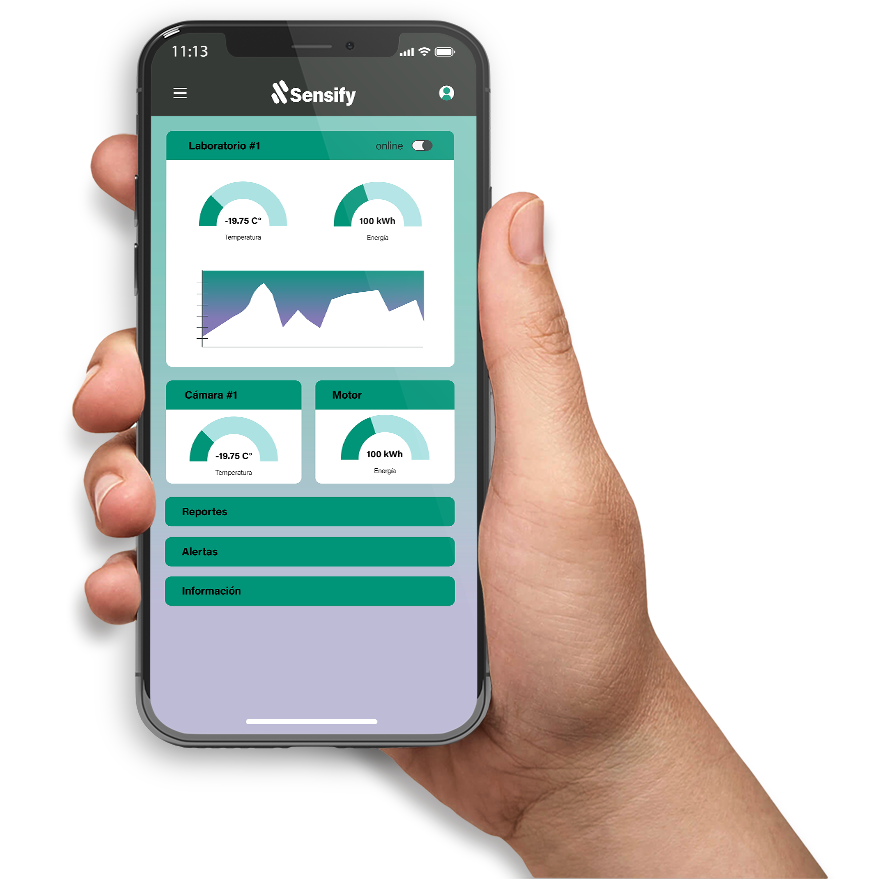 11:13
Sensify
Laboratorio #1
online
-19.75 C°
100 kWh
Temperatura
Energía
Cámara #1
Motor
-19.75 C°
100 kWh
Temperatura
Energía
Reportes
Alertas
Información